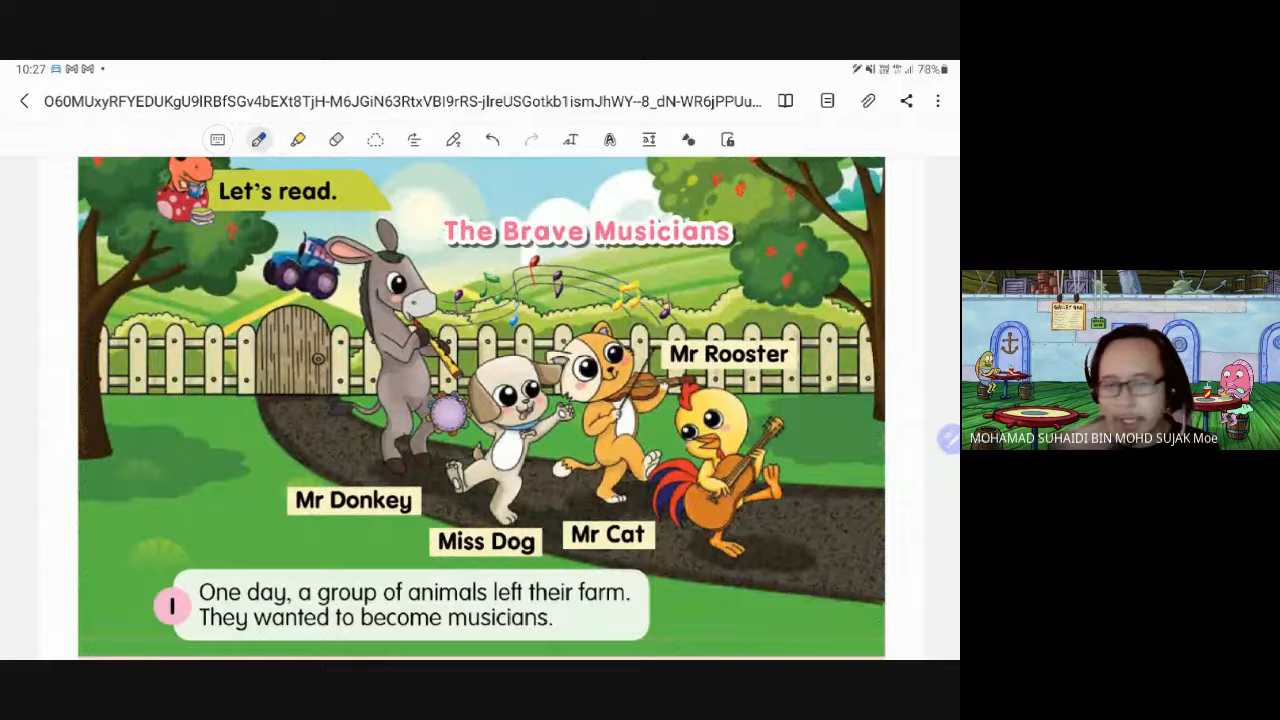 10:27
78%
O60MUxyRFYEDUKgU9lRBfSGv4bEXt8TjH-M6JGiN63RtxVBI9rRS-jlreUSGotkb1ismJhWY--8_dN-WR6jPPUu...
Let's read.
The Brave Musicians
Mr Rooster
Mr Donkey
Miss Dog
Mr Cat
1
One day, a group of animals left their farm.
They wanted to become musicians.
MOHAMAD SUHAIDI BIN MOHD SUJAK Moe